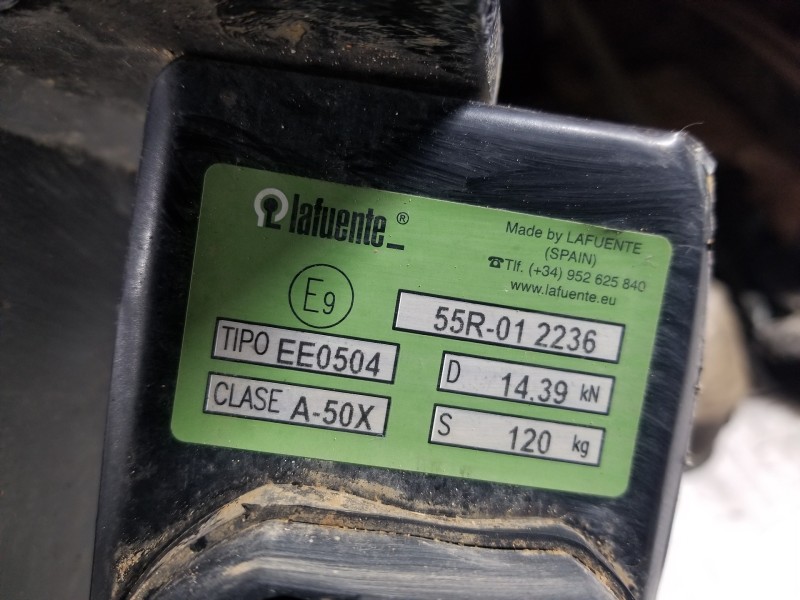 lafuente ®
Made by LAFUENTE
(SPAIN)
☎Tlf. (+34) 952 625 840
www.lafuente.eu
E9
55R-01 2236
TIPO EE0504
D 14.39 kN
CLASE A-50X
S 120 kg